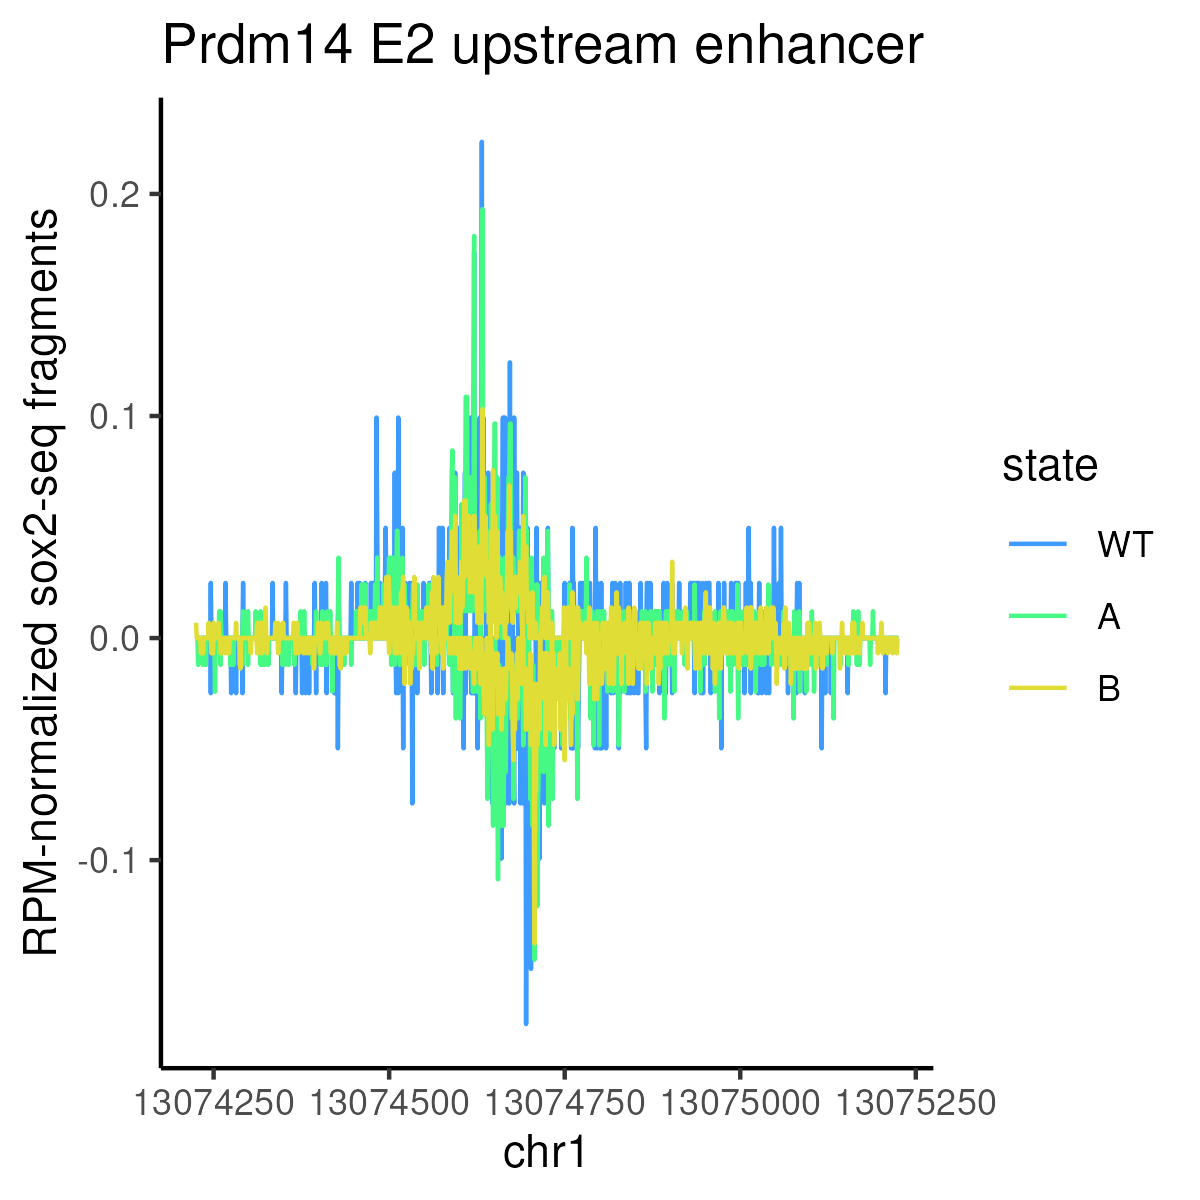 Prdm14 E2 upstream enhancer
RPM-normalized sox2-seq fragments
0.2
0.1
0.0
-0.1
13074250 13074500 13074750 13075000 13075250
chr1
state
WT
A
B